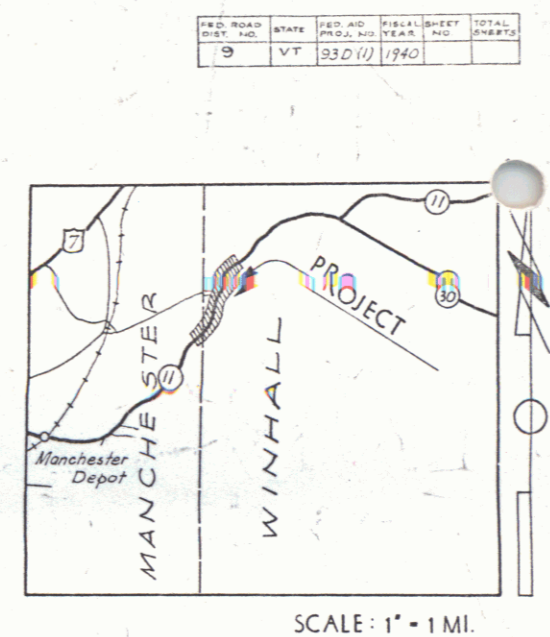 FED. ROAD DIST. NO. STATE FED. AID PROJ. NO. FISCAL YEAR SHEET NO. TOTAL SHEETS
9 VT 93D(1) 1940
11
7
PROJECT
30
MANCHESTER
WINHALL
11
Manchester
Depot
SCALE: 1" = 1 MI.